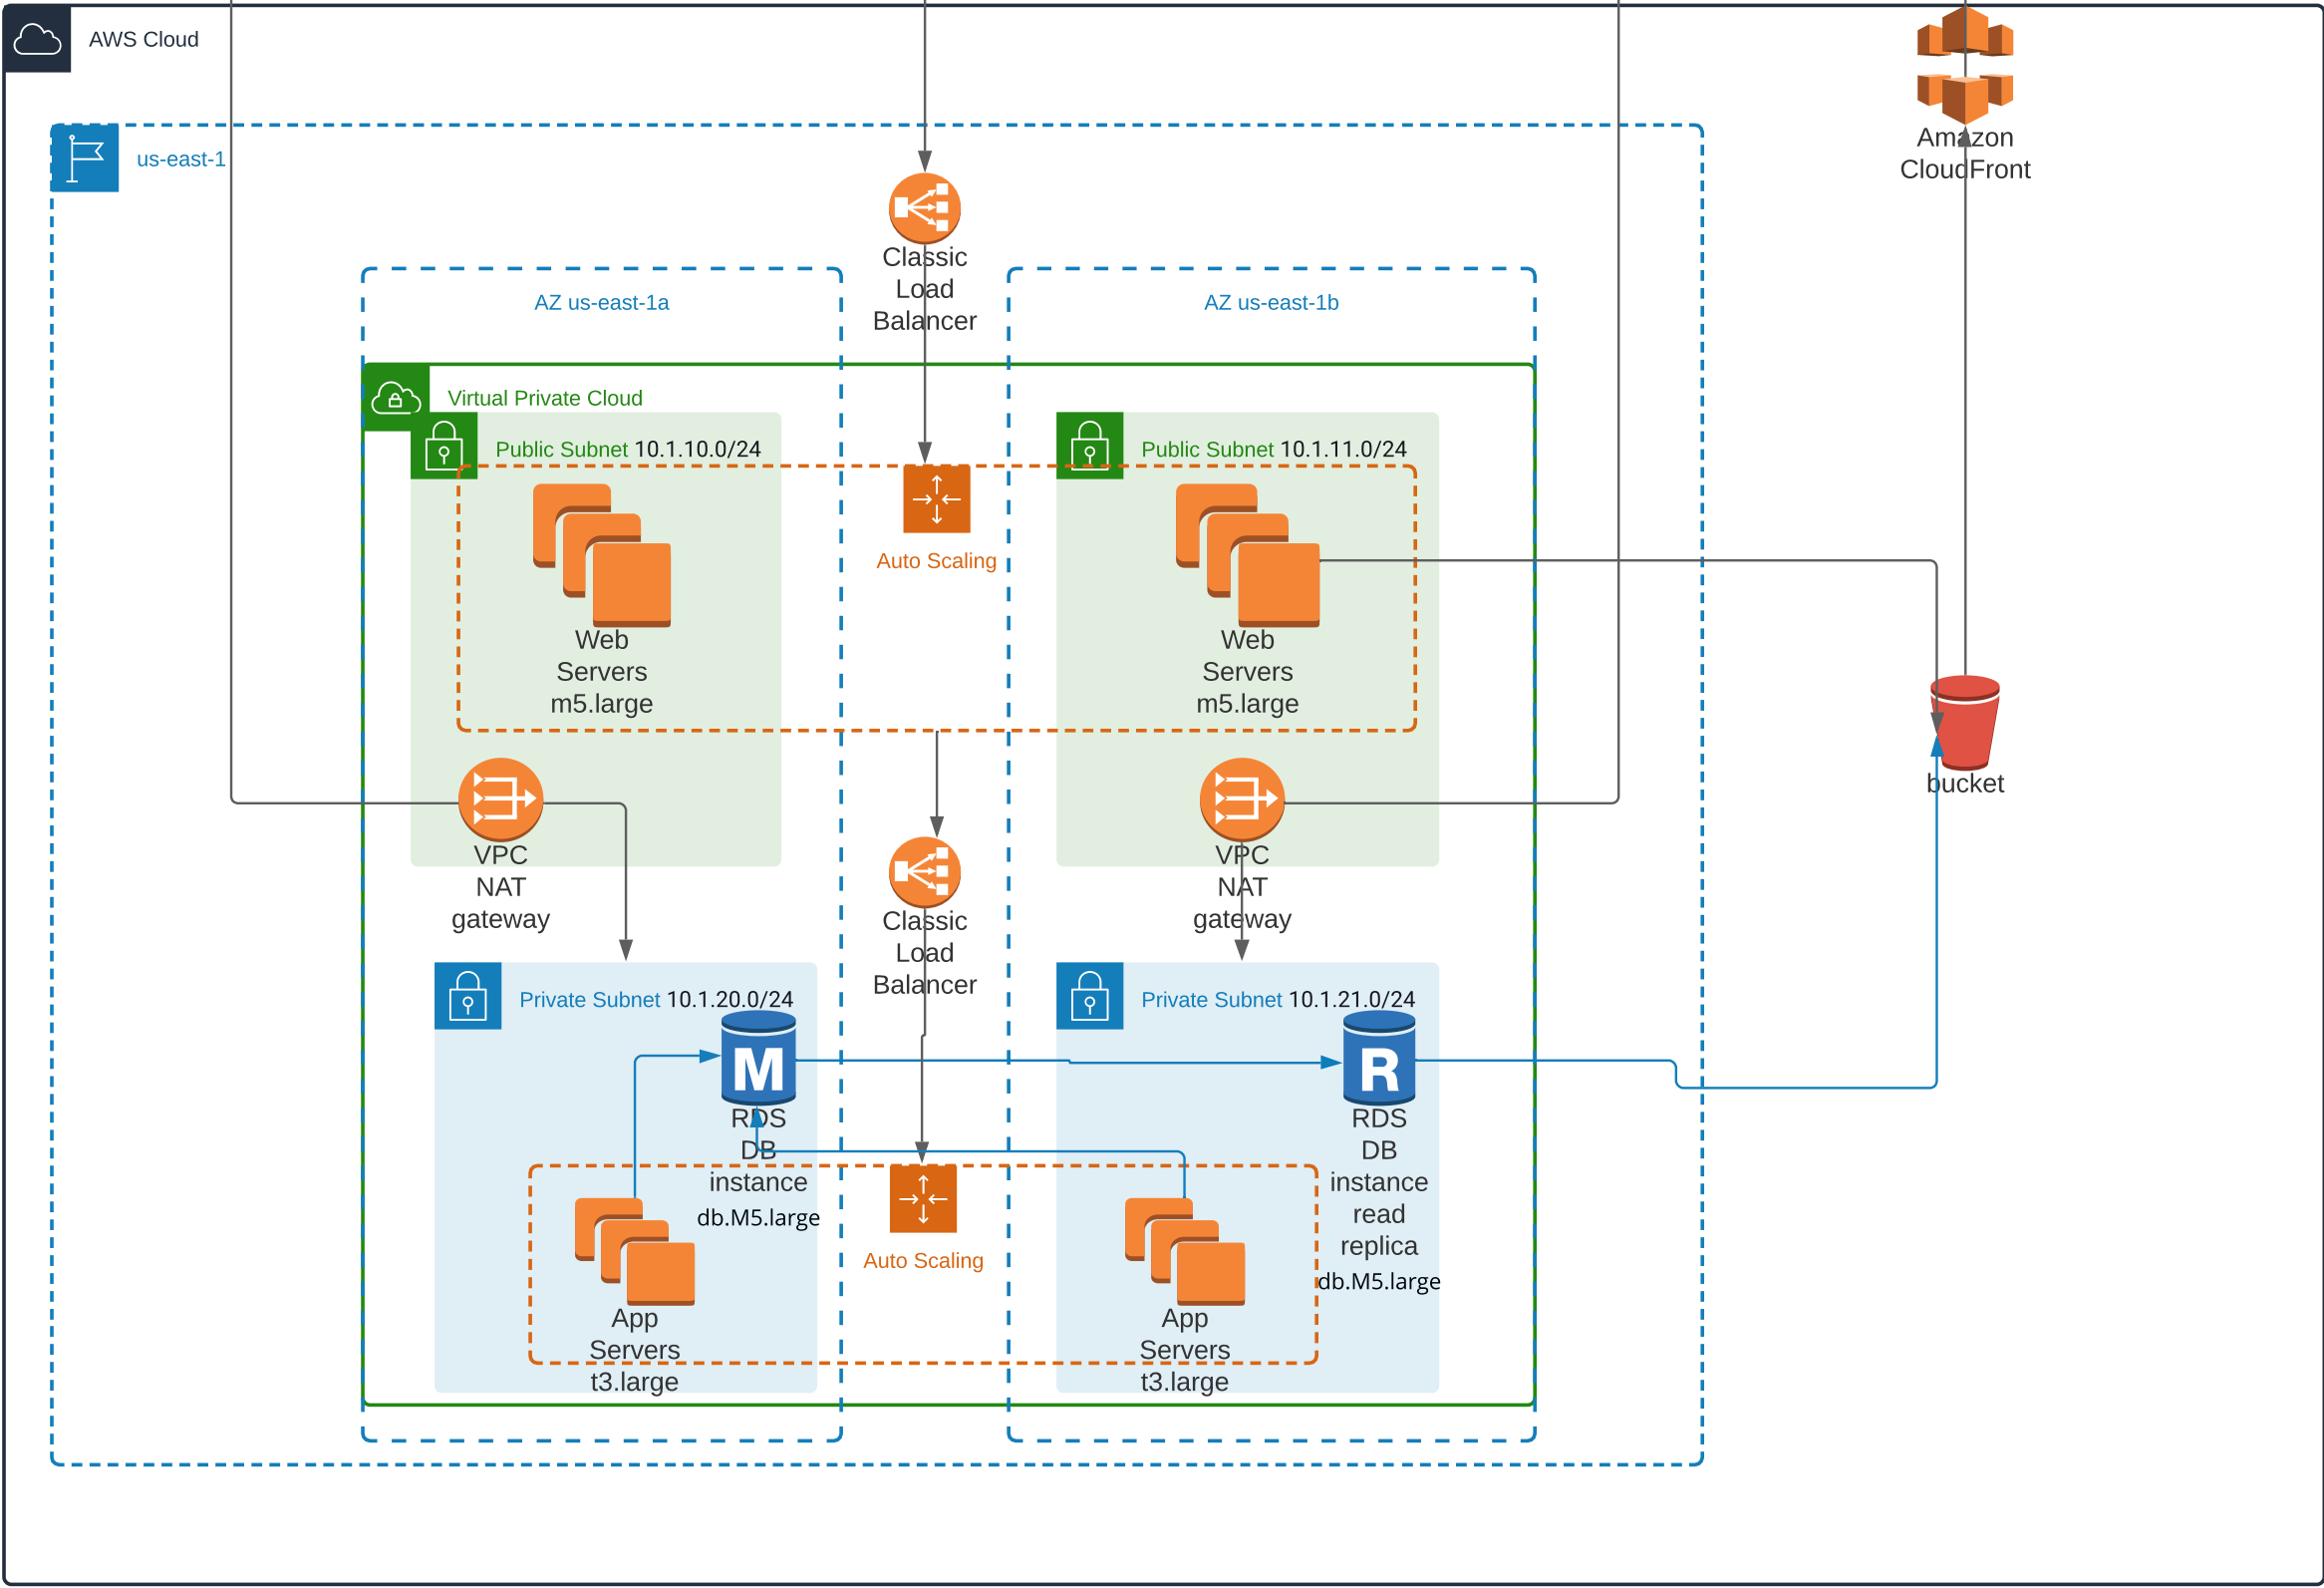 AWS Cloud
Amazon
CloudFront
us-east-1
Classic
Load
Balancer
AZ us-east-1a
AZ us-east-1b
Virtual Private Cloud
Public Subnet 10.1.10.0/24
Public Subnet 10.1.11.0/24
Auto Scaling
Web
Servers
m5.large
Web
Servers
m5.large
bucket
VPC
NAT
gateway
VPC
NAT
gateway
Classic
Load
Balancer
Private Subnet 10.1.20.0/24
Private Subnet 10.1.21.0/24
M
R
RDS
DB
instance
db.M5.large
RDS
DB
instance
read
replica
db.M5.large
Auto Scaling
App
Servers
t3.large
App
Servers
t3.large